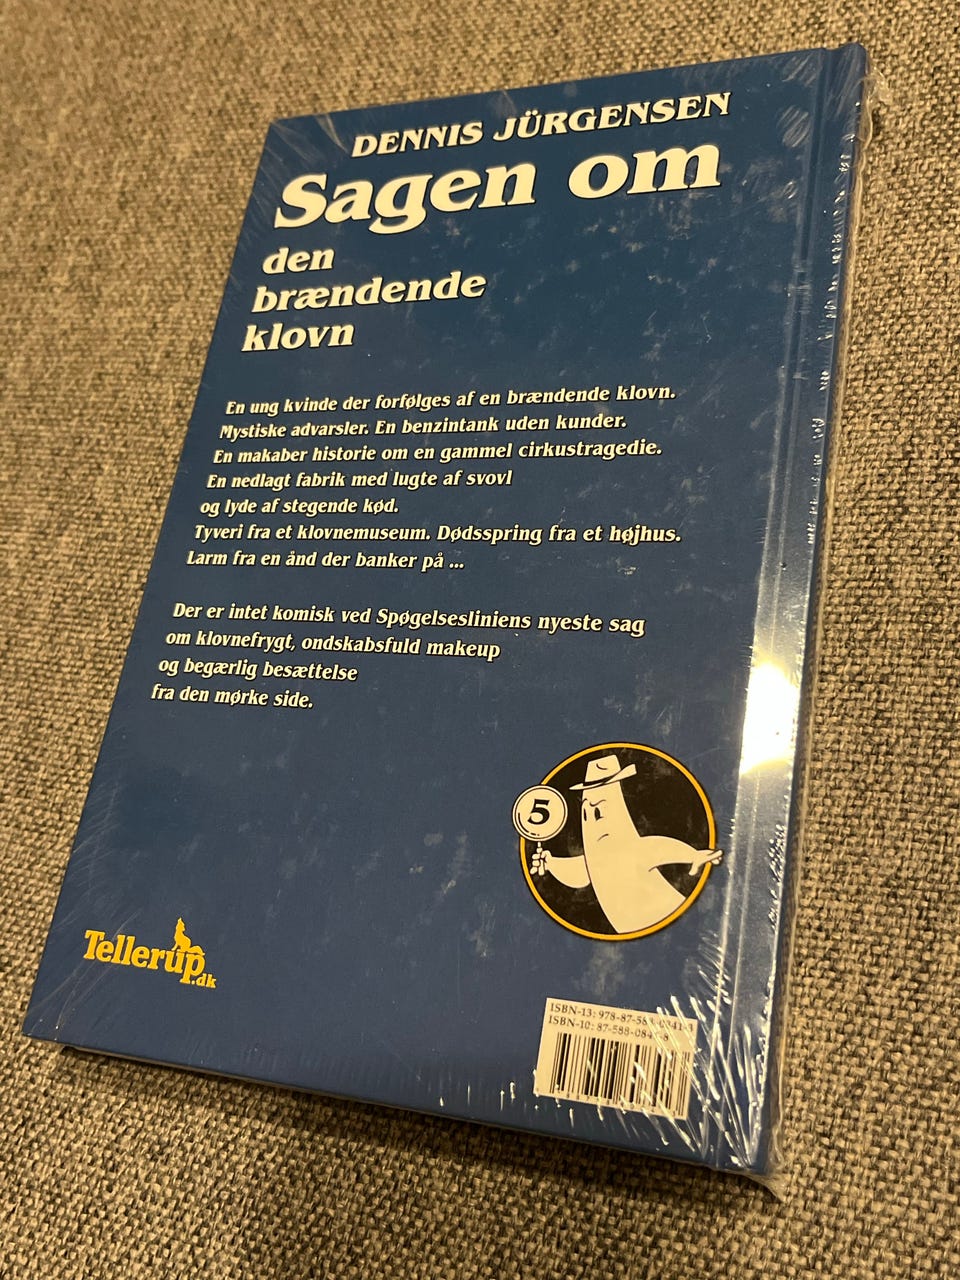 DENNIS JÜRGENSEN
Sagen om
den
brændende
klovn
En ung kvinde der forfølges af en brændende klovn.
Mystiske advarsler. En benzintank uden kunder.
En makaber historie om en gammel cirkustragedie.
En nedlagt fabrik med lugte af svovl
og lyde af stegende kød.
Tyveri fra et klovnemuseum. Dødsspring fra et højhus.
Larm fra en ånd der banker på ...
Der er intet komisk ved Spøgelsesliniens nyeste sag
om klovnefrygt, ondskabsfuld makeup
og begærlig besættelse
fra den mørke side.
5
Tellerup.dk
ISBN-13:
ISBN-10: